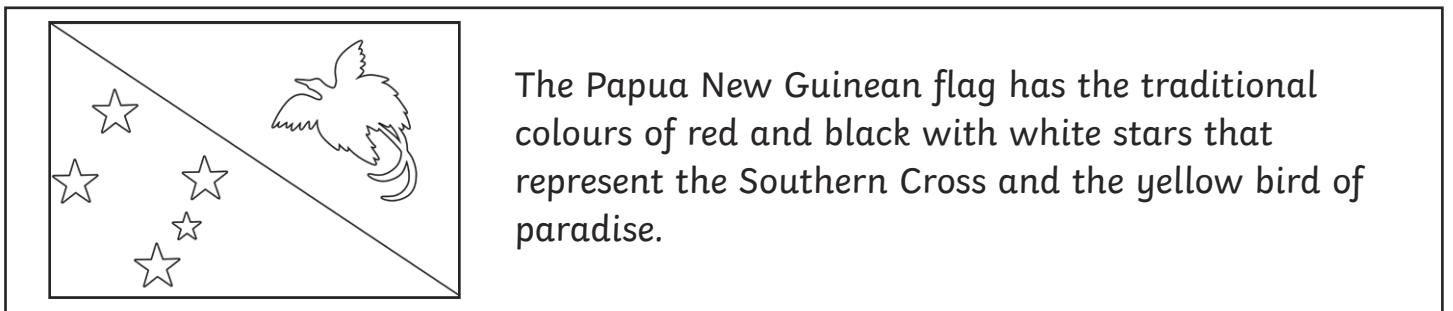 The Papua New Guinean flag has the traditional
colours of red and black with white stars that
represent the Southern Cross and the yellow bird of
paradise.